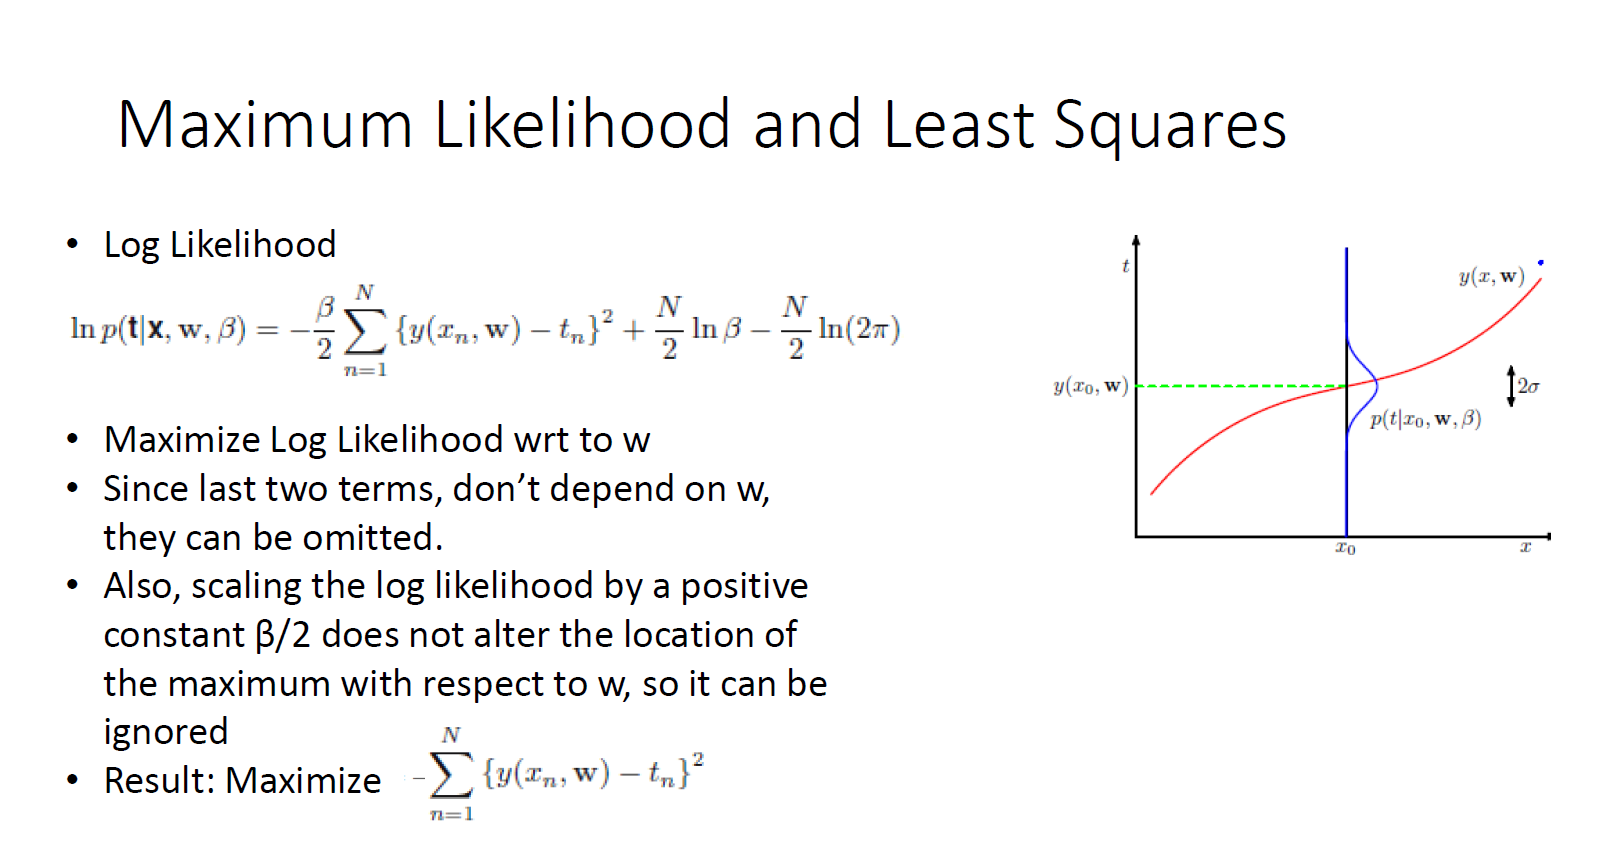 Maximum Likelihood and Least Squares
• Log Likelihood
ln p(𝐭|𝐱, 𝐰, β) = −β/2 ∑_{n=1}^{N} {y(x_n, 𝐰) − t_n}² + N/2 ln β − N/2 ln(2π)
• Maximize Log Likelihood wrt to w
• Since last two terms, don’t depend on w,
they can be omitted.
• Also, scaling the log likelihood by a positive
constant β/2 does not alter the location of
the maximum with respect to w, so it can be
ignored
• Result: Maximize -∑_{n=1}^{N} {y(x_n, 𝐰) − t_n}²
t
y(x, 𝐰)
y(x₀, 𝐰)
2σ
p(t|x₀, 𝐰, β)
x₀
x